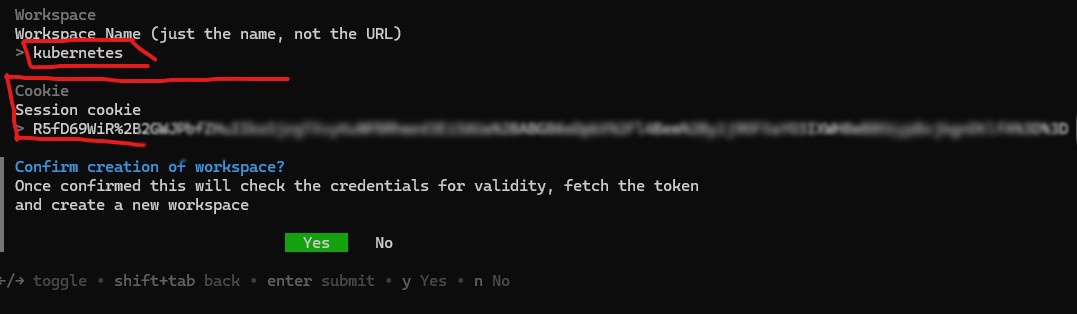 Workspace
Workspace Name (just the name, not the URL)
> kubernetes
Cookie
Session cookie
> R5fD69WiR%2B2GWJPbf
Confirm creation of workspace?
Once confirmed this will check the credentials for validity, fetch the token
and create a new workspace
Yes No
←/→ toggle • shift+tab back • enter submit • y Yes • n No